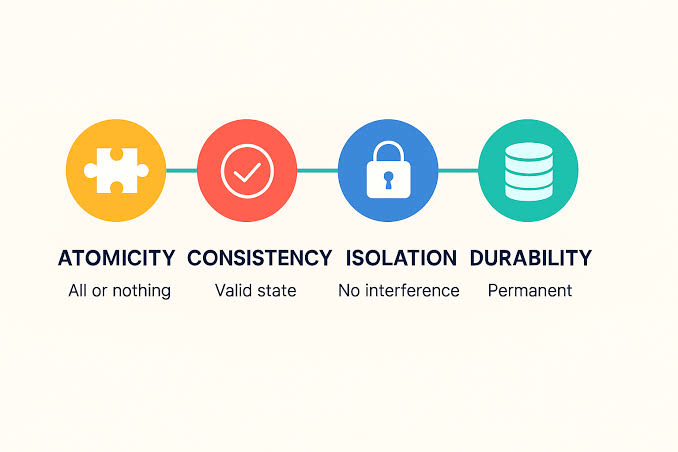 ATOMICITY CONSISTENCY ISOLATION DURABILITY
All or nothing Valid state No interference Permanent